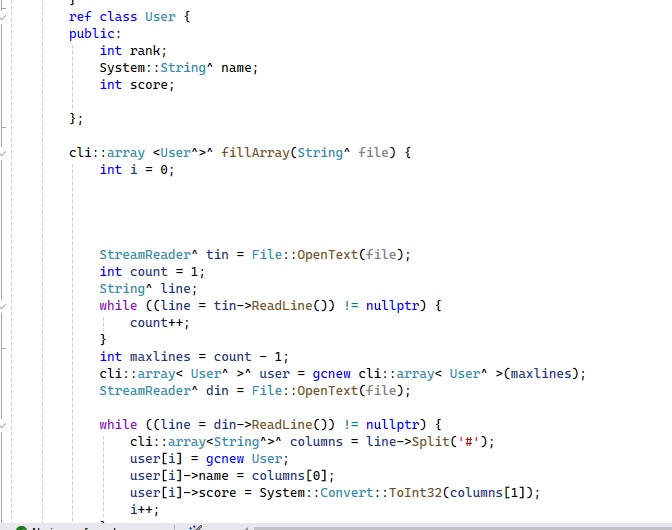 }
ref class User {
public:
int rank;
System::String^ name;
int score;
};
cli::array <User^>^ fillArray(String^ file) {
int i = 0;
StreamReader^ tin = File::OpenText(file);
int count = 1;
String^ line;
while ((line = tin->ReadLine()) != nullptr) {
count++;
}
int maxlines = count - 1;
cli::array< User^ >^ user = gcnew cli::array< User^ >(maxlines);
StreamReader^ din = File::OpenText(file);
while ((line = din->ReadLine()) != nullptr) {
cli::array<String^>^ columns = line->Split('#');
user[i] = gcnew User;
user[i]->name = columns[0];
user[i]->score = System::Convert::ToInt32(columns[1]);
i++;